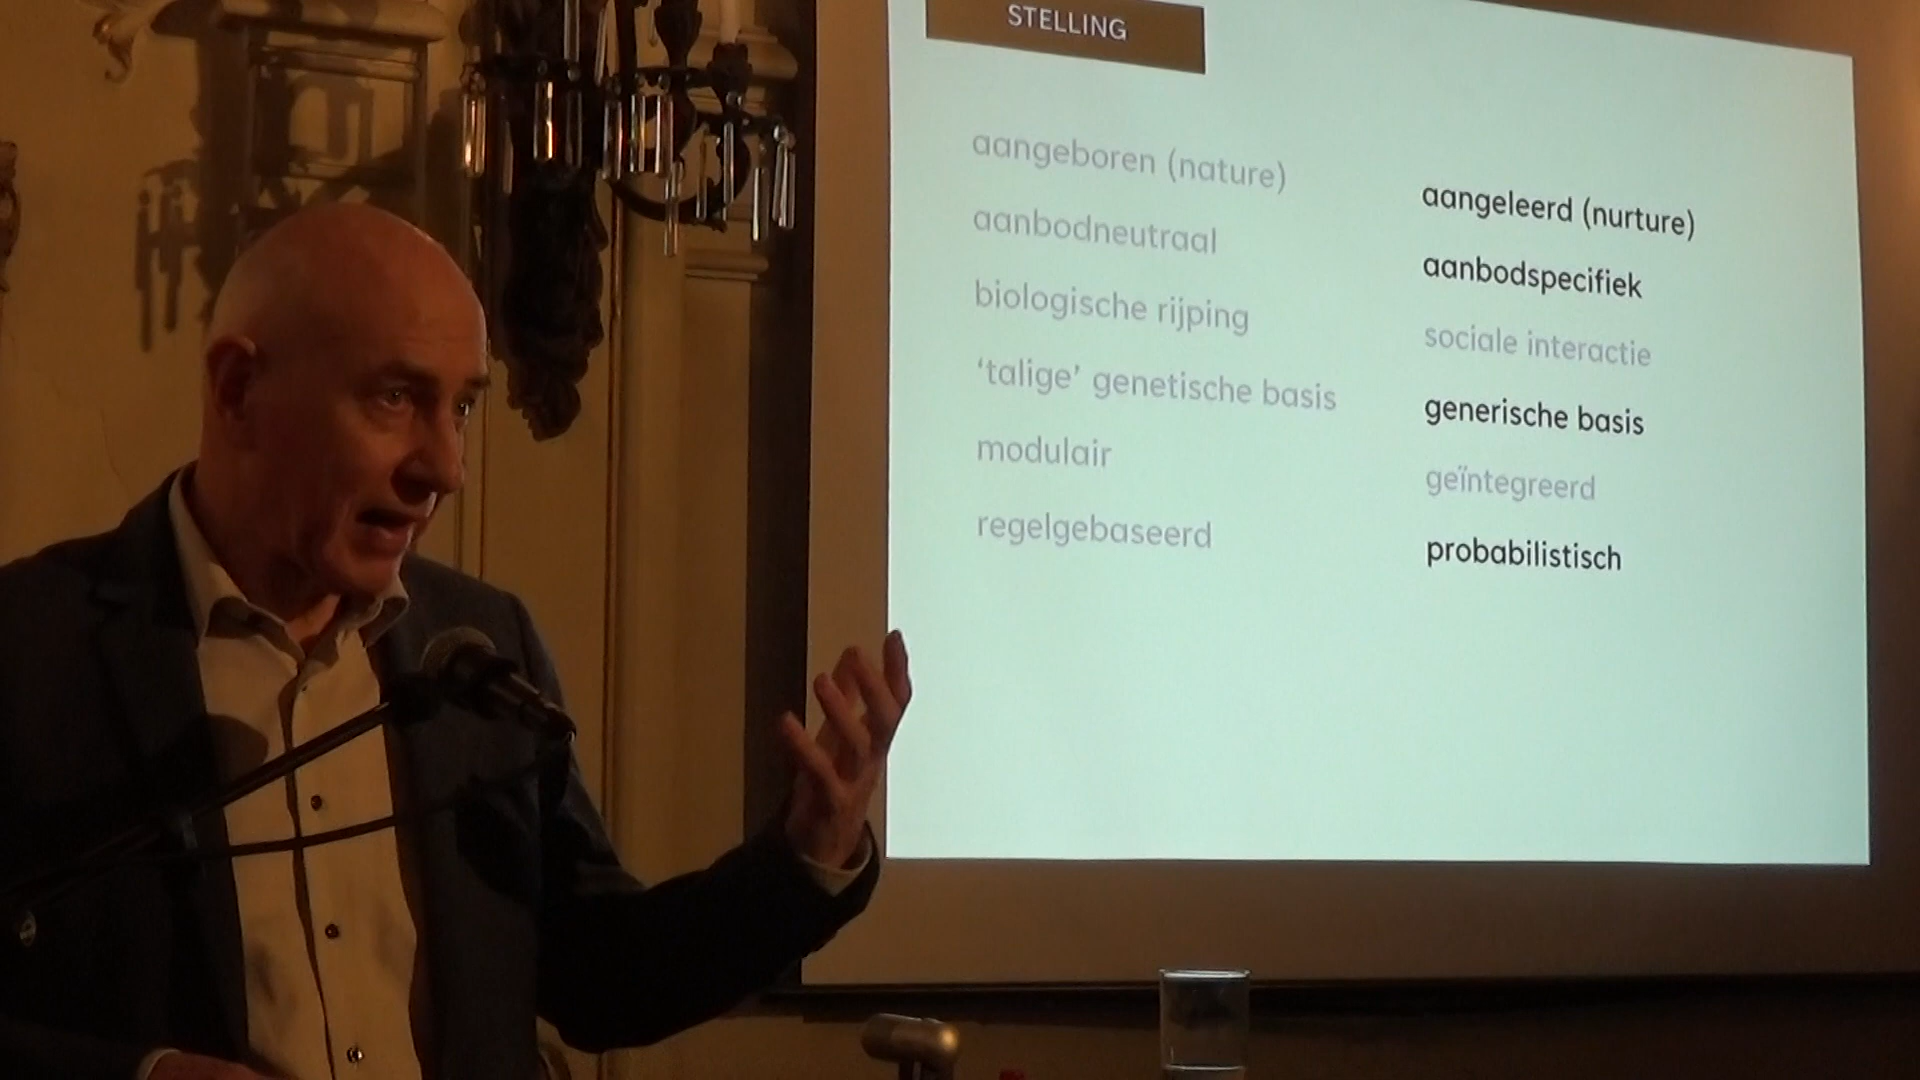 STELLING
aangeboren (nature)
aanbodneutraal
biologische rijping
‘talige’ genetische basis
modulair
regelgebaseerd
aangeleerd (nurture)
aanbodspecifiek
sociale interactie
generische basis
geïntegreerd
probabilistisch